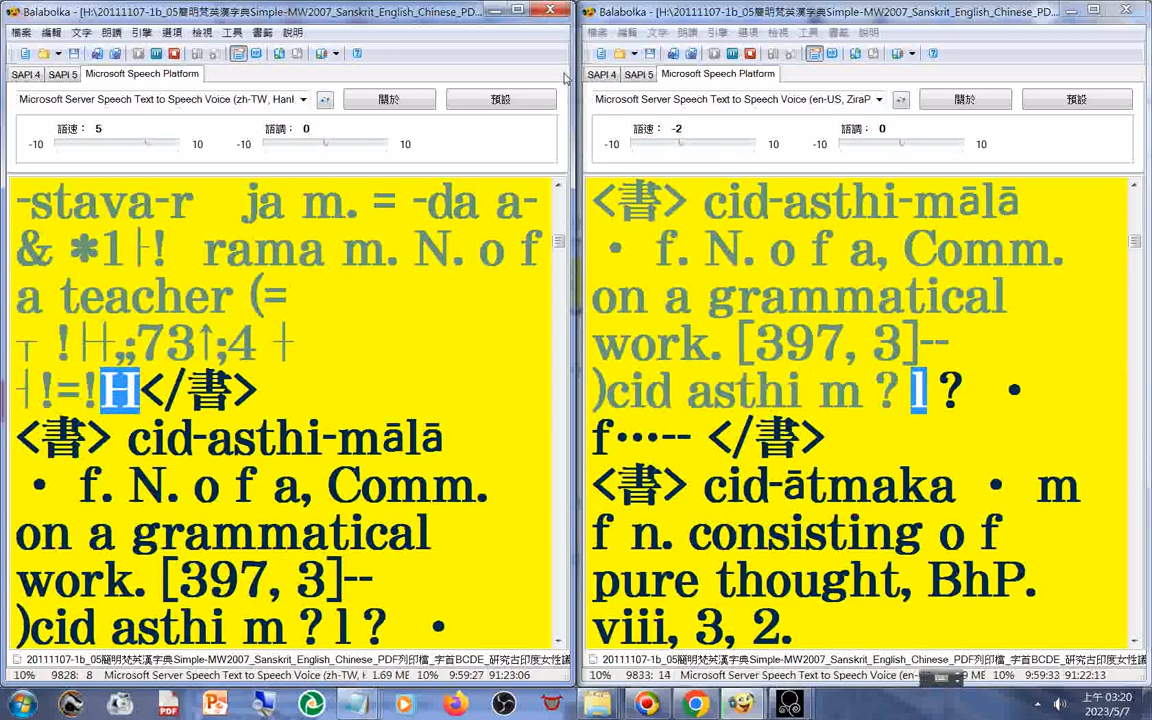 Balabolka - [H:\20111107-1b_05簡明梵英漢字典Simple-MW2007_Sanskrit_English_Chinese_PD...
檔案 編輯 文字 朗讀 引擎 選項 檢視 工具 書籤 說明
SAPI 4 SAPI 5 Microsoft Speech Platform
Microsoft Server Speech Text to Speech Voice (zh-TW, HanH 關於 預設
語速： 5 語調： 0
-10 10 -10 10
-stava-r ja m. = -da a-
& *1├! rama m. N. o f
a teacher (=
┬ !├┼„;73↑;4 ┼
┤!=!H</書>
<書> cid-asthi-mālā
• f. N. o f a, Comm.
on a grammatical
work. [397, 3]--
)cid asthi m ? l ? •
20111107-1b_05簡明梵英漢字典Simple-MW2007_Sanskrit_English_Chinese_PDF列印檔_字首BCDE_研究古印度女性議
10% 9828: 8 Microsoft Server Speech Text to Speech Voice (zh-TW, H 1.69 ME 10% 9:59:27 91:23:06
Balabolka - [H:\20111107-1b_05簡明梵英漢字典Simple-MW2007_Sanskrit_English_Chinese_PD...
檔案 編輯 文字 朗讀 引擎 選項 檢視 工具 書籤 說明
SAPI 4 SAPI 5 Microsoft Speech Platform
Microsoft Server Speech Text to Speech Voice (en-US, ZiraP 關於 預設
語速： -2 語調： 0
-10 10 -10 10
<書> cid-asthi-mālā
• f. N. o f a, Comm.
on a grammatical
work. [397, 3]--
)cid asthi m ? l ? •
f…-- </書>
<書> cid-ātmaka • m
f n. consisting o f
pure thought, BhP.
viii, 3, 2.
20111107-1b_05簡明梵英漢字典Simple-MW2007_Sanskrit_English_Chinese_PDF列印檔_字首BCDE_研究古印度女性議
10% 9833: 14 Microsoft Server Speech Text to Speech Voice (en-U 10% 9:59:33 91:22:13
上午 03:20
2023/5/7